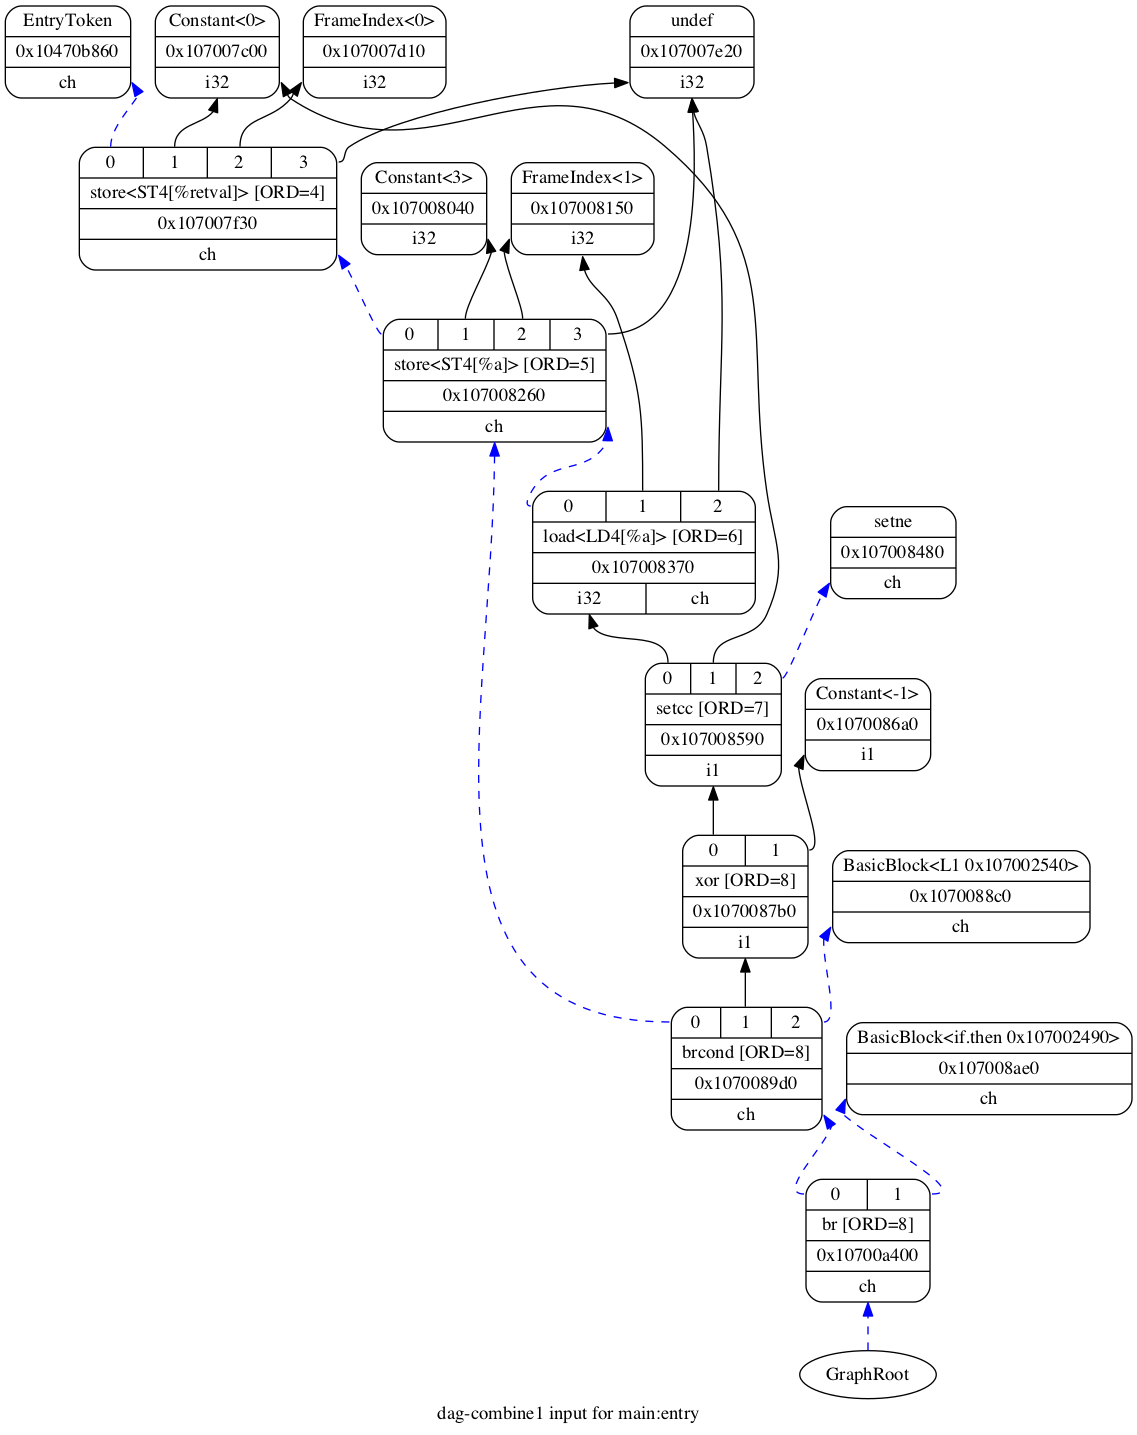 EntryToken
0x10470b860
ch
Constant<0>
0x107007c00
i32
FrameIndex<0>
0x107007d10
i32
undef
0x107007e20
i32
0 1 2 3
store<ST4[%retval]> [ORD=4]
0x107007f30
ch
Constant<3>
0x107008040
i32
FrameIndex<1>
0x107008150
i32
0 1 2 3
store<ST4[%a]> [ORD=5]
0x107008260
ch
0 1 2
load<LD4[%a]> [ORD=6]
0x107008370
i32 ch
setne
0x107008480
ch
0 1 2
setcc [ORD=7]
0x107008590
i1
Constant<-1>
0x1070086a0
i1
0 1
xor [ORD=8]
0x1070087b0
i1
BasicBlock<L1 0x107002540>
0x1070088c0
ch
0 1 2
brcond [ORD=8]
0x1070089d0
ch
BasicBlock<if.then 0x107002490>
0x107008ae0
ch
0 1
br [ORD=8]
0x10700a400
ch
GraphRoot
dag-combine1 input for main:entry